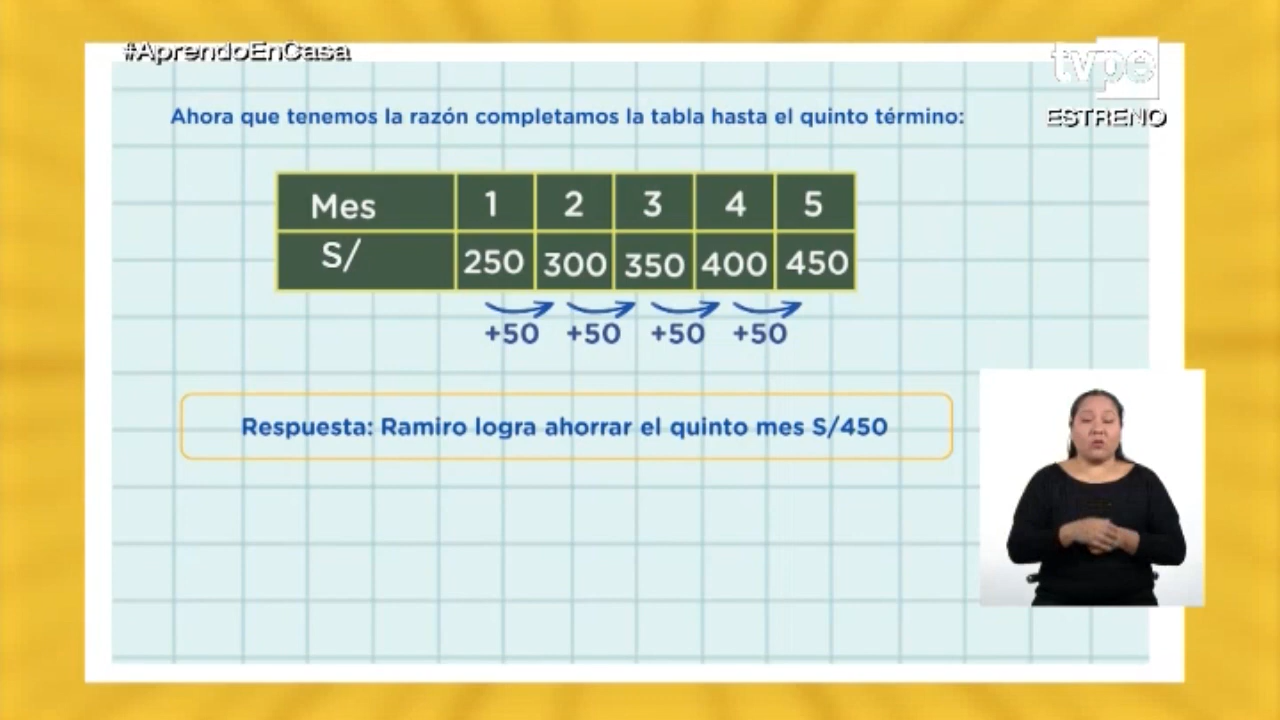 #AprendoEnCasa
tvpe
ESTRENO
Ahora que tenemos la razón completamos la tabla hasta el quinto término:
Mes 1 2 3 4 5
S/ 250 300 350 400 450
+50 +50 +50 +50
Respuesta: Ramiro logra ahorrar el quinto mes S/450